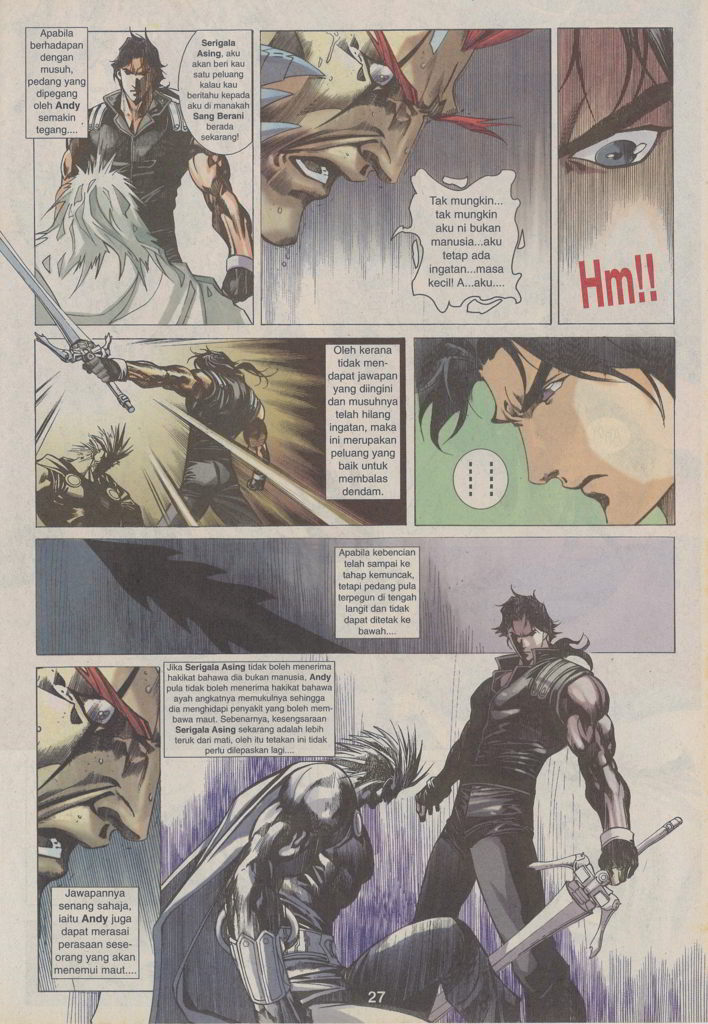 Apabila
berhadapan
dengan
musuh,
pedang yang
dipegang
oleh Andy
semakin
tegang....
Serigala
Asing, aku
akan beri kau
satu peluang
kalau kau
beritahu kepada
aku di manakah
Sang Berani
berada
sekarang!
Tak mungkin...
tak mungkin
aku ni bukan
manusia...aku
tetap ada
ingatan...masa
kecil! A...aku....
Hm!!
Oleh kerana
tidak men-
dapat jawapan
yang diingini
dan musuhnya
telah hilang
ingatan, maka
ini merupakan
peluang yang
baik untuk
membalas
dendam.
Apabila kebencian
telah sampai ke
tahap kemuncak,
tetapi pedang pula
terpegun di tengah
langit dan tidak
dapat ditetak ke
bawah....
Jika Serigala Asing tidak boleh menerima
hakikat bahawa dia bukan manusia, Andy
pula tidak boleh menerima hakikat bahawa
ayah angkatnya memukulnya sehingga
dia menghidapi penyakit yang boleh mem-
bawa maut. Sebenarnya, kesengsaraan
Serigala Asing sekarang adalah lebih
teruk dari mati, oleh itu tetakan ini tidak
perlu dilepaskan lagi....
Jawapannya
senang sahaja,
iaitu Andy juga
dapat merasai
perasaan sese-
orang yang akan
menemui maut....
27